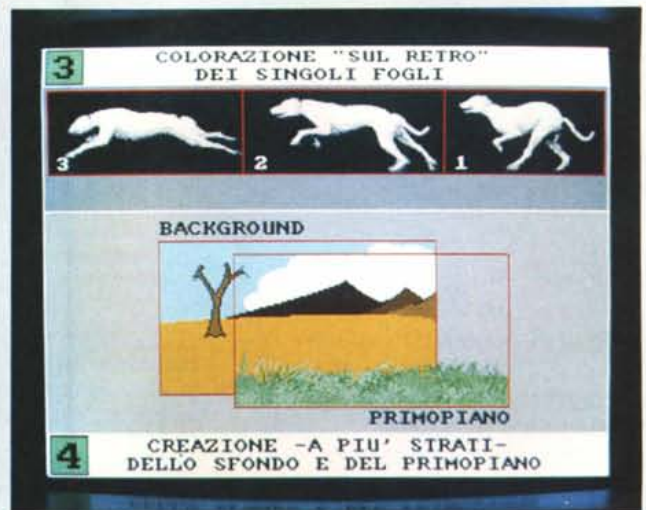 3
COLORAZIONE "SUL RETRO"
DEI SINGOLI FOGLI
3 2 1
BACKGROUND
PRIMOPIANO
4
CREAZIONE -A PIU' STRATI-
DELLO SFONDO E DEL PRIMOPIANO